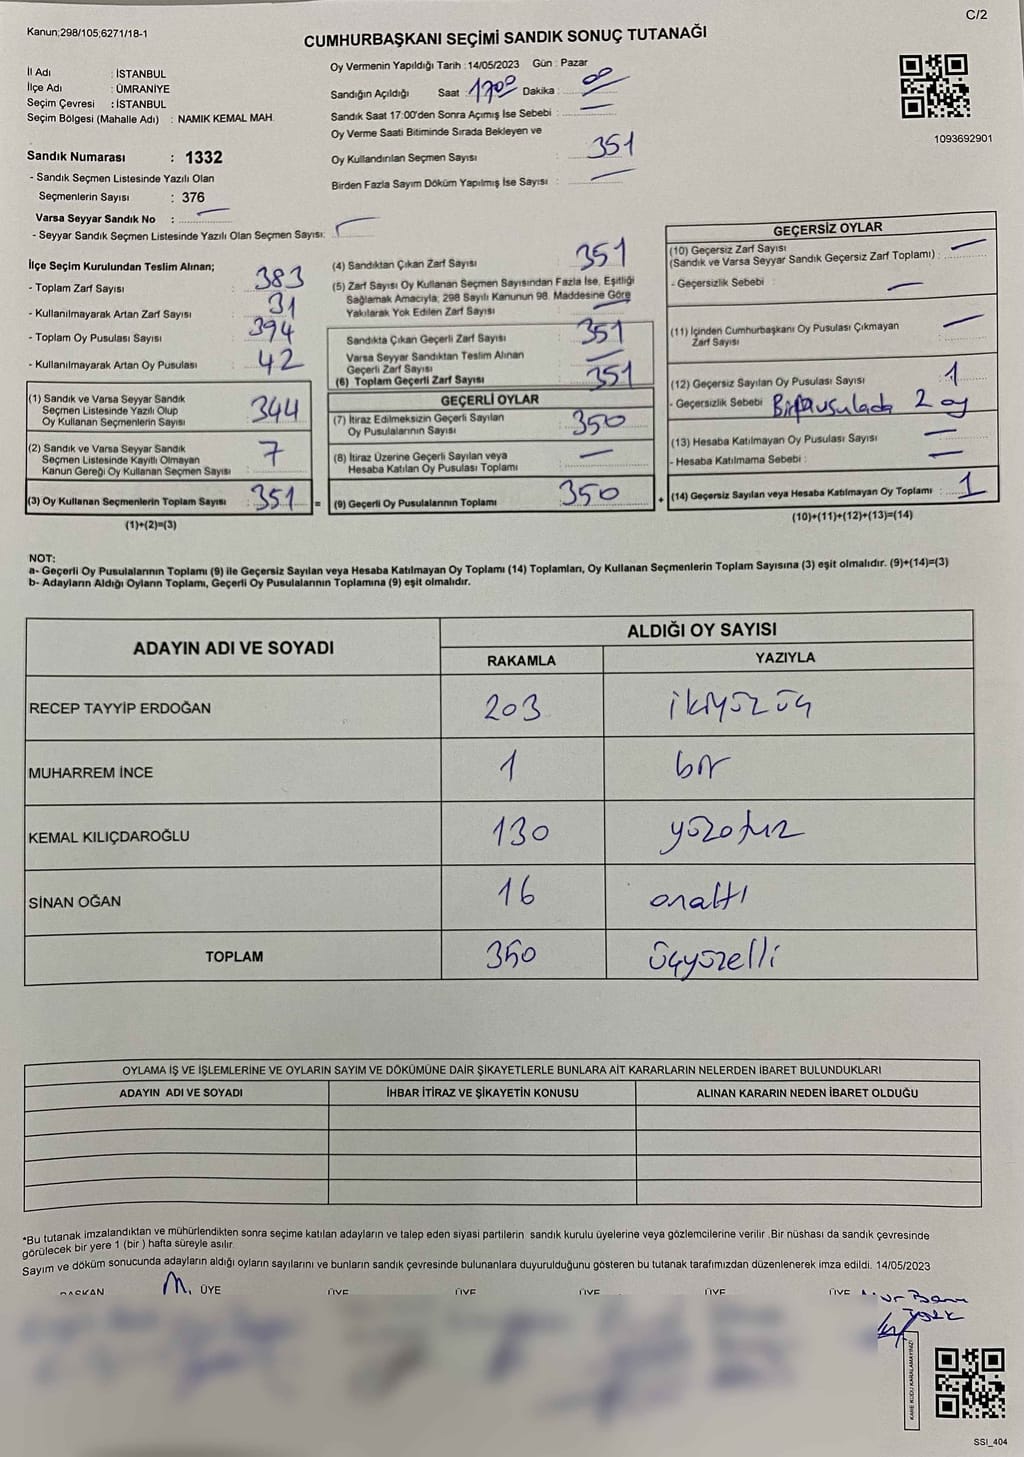 C/2
Kanun;298/105;6271/18-1
CUMHURBAŞKANI SEÇİMİ SANDIK SONUÇ TUTANAĞI
İl Adı : İSTANBUL
İlçe Adı : ÜMRANİYE
Seçim Çevresi : İSTANBUL
Seçim Bölgesi (Mahalle Adı) : NAMIK KEMAL MAH.
Sandık Numarası : 1332
- Sandık Seçmen Listesinde Yazılı Olan
Seçmenlerin Sayısı : 376
Varsa Seyyar Sandık No : —
- Seyyar Sandık Seçmen Listesinde Yazılı Olan Seçmen Sayısı:
Oy Vermenin Yapıldığı Tarih : 14/05/2023 Gün : Pazar
Sandığın Açıldığı Saat : 1700 Dakika : 00
Sandık Saat 17:00'den Sonra Açımış İse Sebebi : —
Oy Verme Saati Bitiminde Sırada Bekleyen ve
Oy Kullandırılan Seçmen Sayısı : 351
Birden Fazla Sayım Döküm Yapılmış İse Sayısı : —
1093692901
İlçe Seçim Kurulundan Teslim Alınan;
- Toplam Zarf Sayısı : 383
- Kullanılmayarak Artan Zarf Sayısı : 31
- Toplam Oy Pusulası Sayısı : 394
- Kullanılmayarak Artan Oy Pusulası : 42
(1) Sandık ve Varsa Seyyar Sandık
Seçmen Listesinde Yazılı Olup
Oy Kullanan Seçmenlerin Sayısı : 344
(2) Sandık ve Varsa Seyyar Sandık
Seçmen Listesinde Kayıtlı Olmayan
Kanun Gereği Oy Kullanan Seçmen Sayısı : 7
(3) Oy Kullanan Seçmenlerin Toplam Sayısı : 351 =
(1)+(2)=(3)
(4) Sandıktan Çıkan Zarf Sayısı : 351
(5) Zarf Sayısı Oy Kullanan Seçmen Sayısından Fazla İse, Eşitliği
Sağlamak Amacıyla; 298 Sayılı Kanunun 98. Maddesine Göre
Yakılarak Yok Edilen Zarf Sayısı : —
Sandıkta Çıkan Geçerli Zarf Sayısı : 351
Varsa Seyyar Sandıktan Teslim Alınan
Geçerli Zarf Sayısı : —
(6) Toplam Geçerli Zarf Sayısı : 351
GEÇERLİ OYLAR
(7) İtiraz Edilmeksizin Geçerli Sayılan
Oy Pusulalarının Sayısı : 350
(8) İtiraz Üzerine Geçerli Sayılan veya
Hesaba Katılan Oy Pusulası Toplamı : —
(9) Geçerli Oy Pusulalarının Toplamı : 350 +
GEÇERSİZ OYLAR
(10) Geçersiz Zarf Sayısı
(Sandık ve Varsa Seyyar Sandık Geçersiz Zarf Toplamı) : —
- Geçersizlik Sebebi : —
(11) İçinden Cumhurbaşkanı Oy Pusulası Çıkmayan
Zarf Sayısı : —
(12) Geçersiz Sayılan Oy Pusulası Sayısı : 1
- Geçersizlik Sebebi : Bir pusulada 2 oy
(13) Hesaba Katılmayan Oy Pusulası Sayısı : —
- Hesaba Katılmama Sebebi : —
(14) Geçersiz Sayılan veya Hesaba Katılmayan Oy Toplamı : 1
(10)+(11)+(12)+(13)=(14)
NOT:
a- Geçerli Oy Pusulalarının Toplamı (9) ile Geçersiz Sayılan veya Hesaba Katılmayan Oy Toplamı (14) Toplamları, Oy Kullanan Seçmenlerin Toplam Sayısına (3) eşit olmalıdır. (9)+(14)=(3)
b- Adayların Aldığı Oyların Toplamı, Geçerli Oy Pusulalarının Toplamına (9) eşit olmalıdır.
ADAYIN ADI VE SOYADI ALDIĞI OY SAYISI
RAKAMLA YAZIYLA
RECEP TAYYİP ERDOĞAN 203 ikiyüzüç
MUHARREM İNCE 1 bir
KEMAL KILIÇDAROĞLU 130 yüzotuz
SİNAN OĞAN 16 onaltı
TOPLAM 350 üçyüzelli
OYLAMA İŞ VE İŞLEMLERİNE VE OYLARIN SAYIM VE DÖKÜMÜNE DAİR ŞİKAYETLERLE BUNLARA AİT KARARLARIN NELERDEN İBARET BULUNDUKLARI
ADAYIN ADI VE SOYADI İHBAR İTİRAZ VE ŞİKAYETİN KONUSU ALINAN KARARIN NEDEN İBARET OLDUĞU
*Bu tutanak imzalandıktan ve mühürlendikten sonra seçime katılan adayların ve talep eden siyasi partilerin sandık kurulu üyelerine veya gözlemcilerine verilir .Bir nüshası da sandık çevresinde
görülecek bir yere 1 (bir ) hafta süreyle asılır.
Sayım ve döküm sonucunda adayların aldığı oyların sayılarını ve bunların sandık çevresinde bulunanlara duyurulduğunu gösteren bu tutanak tarafımızdan düzenlenerek imza edildi. 14/05/2023
BAŞKAN ÜYE ÜYE ÜYE ÜYE ÜYE ÜYE
KARE KODU KARALAMAYINIZ!
SSI_404